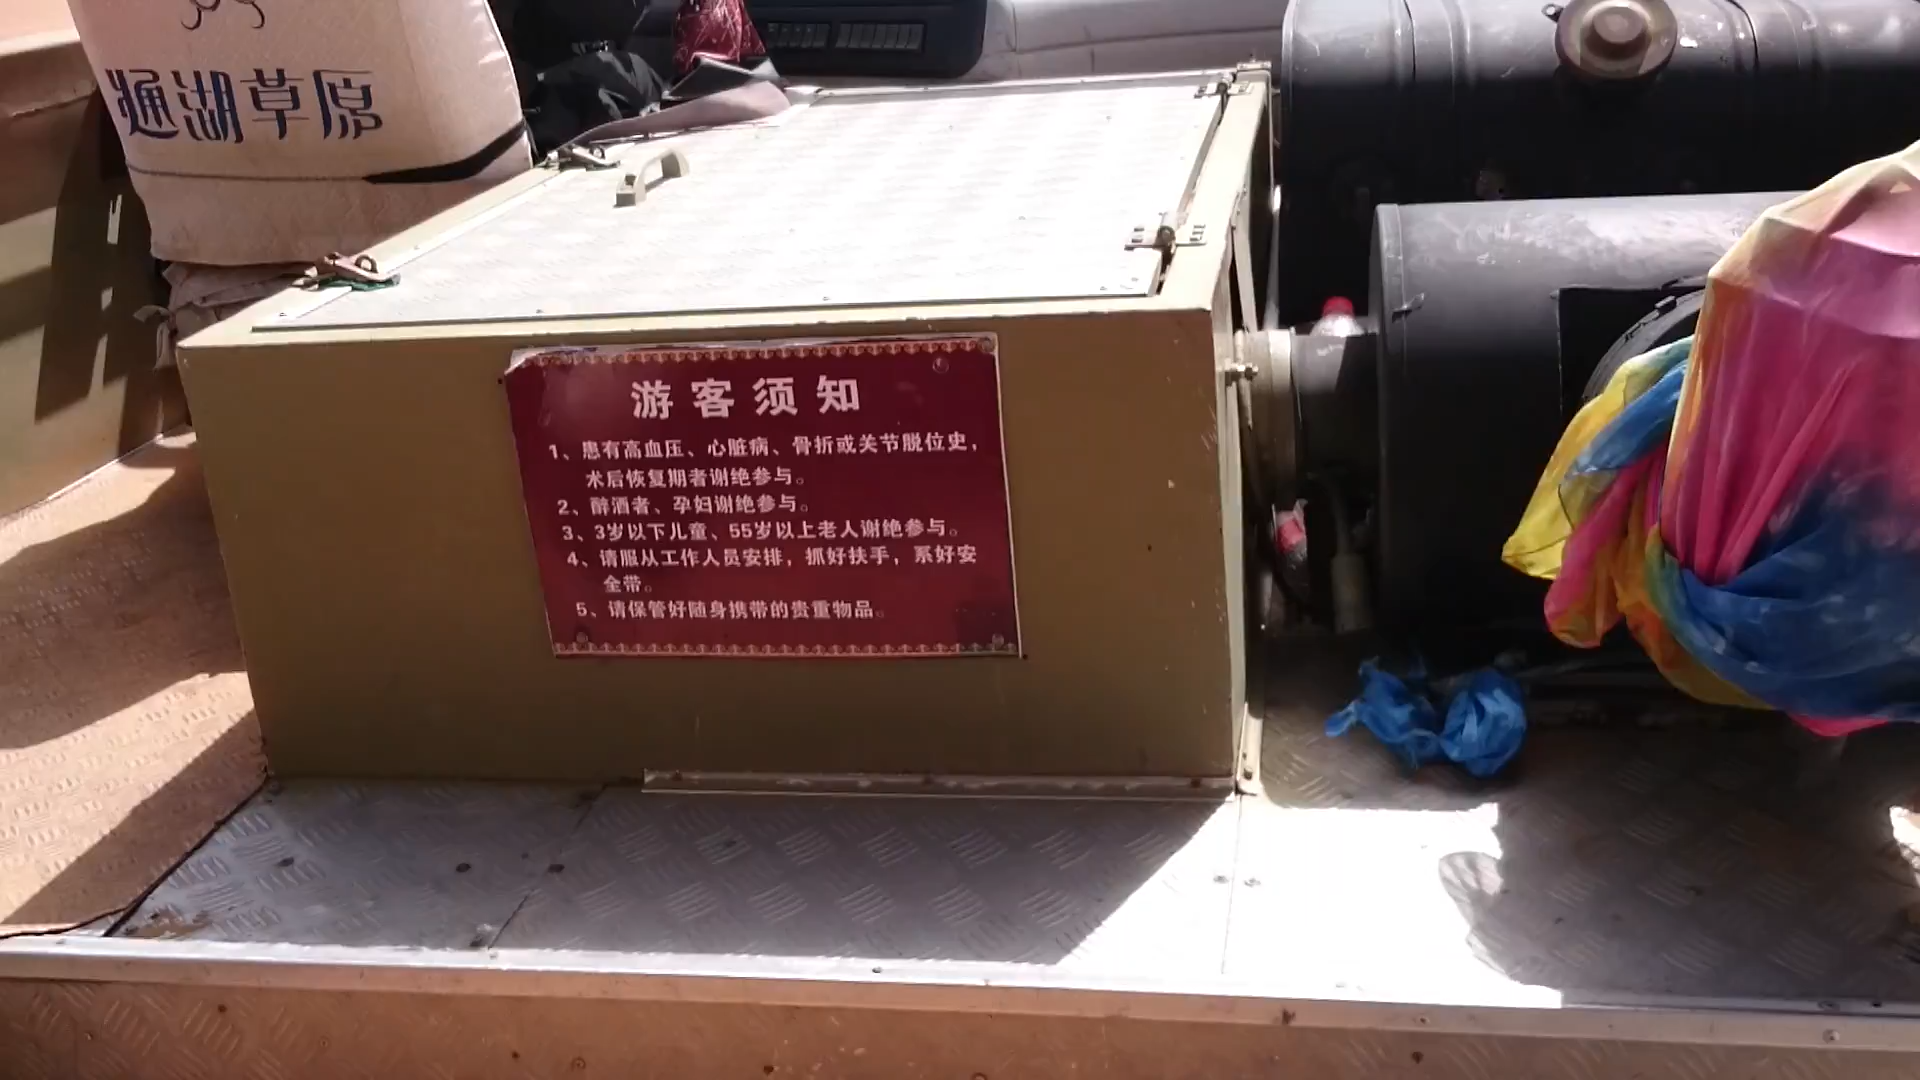 通湖草原
游客须知
1、患有高血压、心脏病、骨折或关节脱位史，
术后恢复期者谢绝参与。
2、醉酒者、孕妇谢绝参与。
3、3岁以下儿童、55岁以上老人谢绝参与。
4、请服从工作人员安排，抓好扶手，系好安
全带。
5、请保管好随身携带的贵重物品。